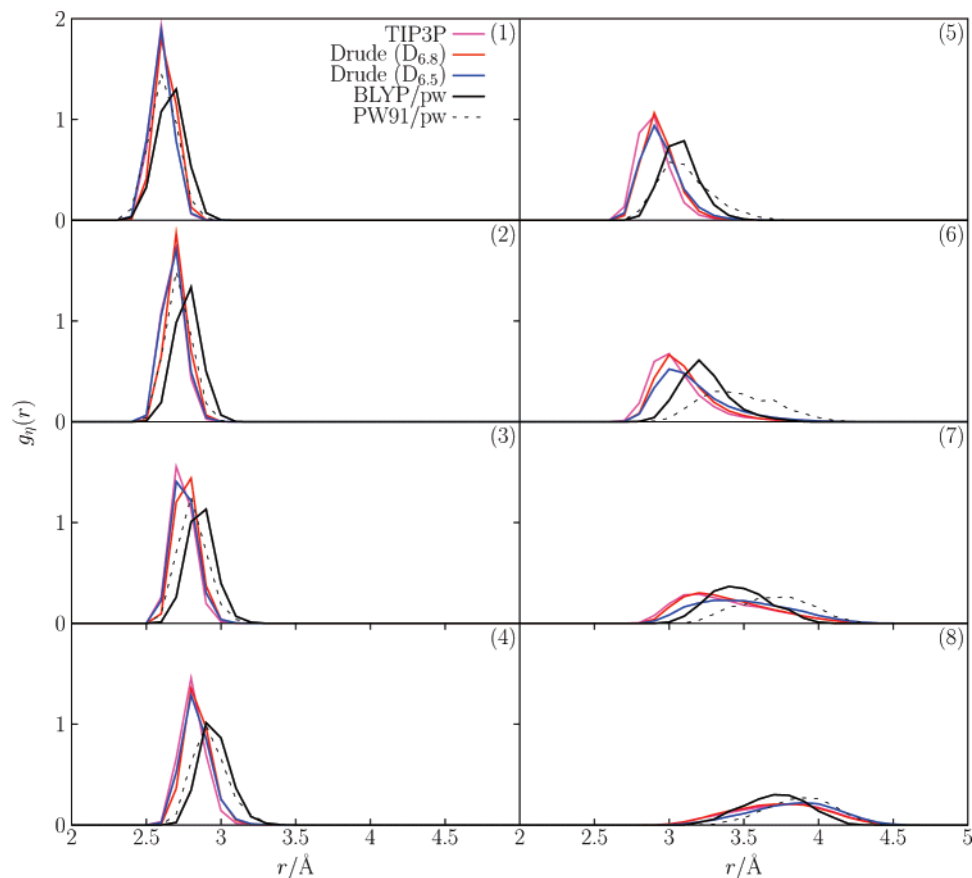 2
TIP3P (1)
Drude (D6.8)
Drude (D6.5)
BLYP/pw
PW91/pw
1
0
(5)
(2)
1
0
(6)
(3)
1
0
(7)
(4)
1
0
(8)
gη(r)
2 2.5 3 3.5 4 4.5 2 2.5 3 3.5 4 4.5 5
r/Å r/Å